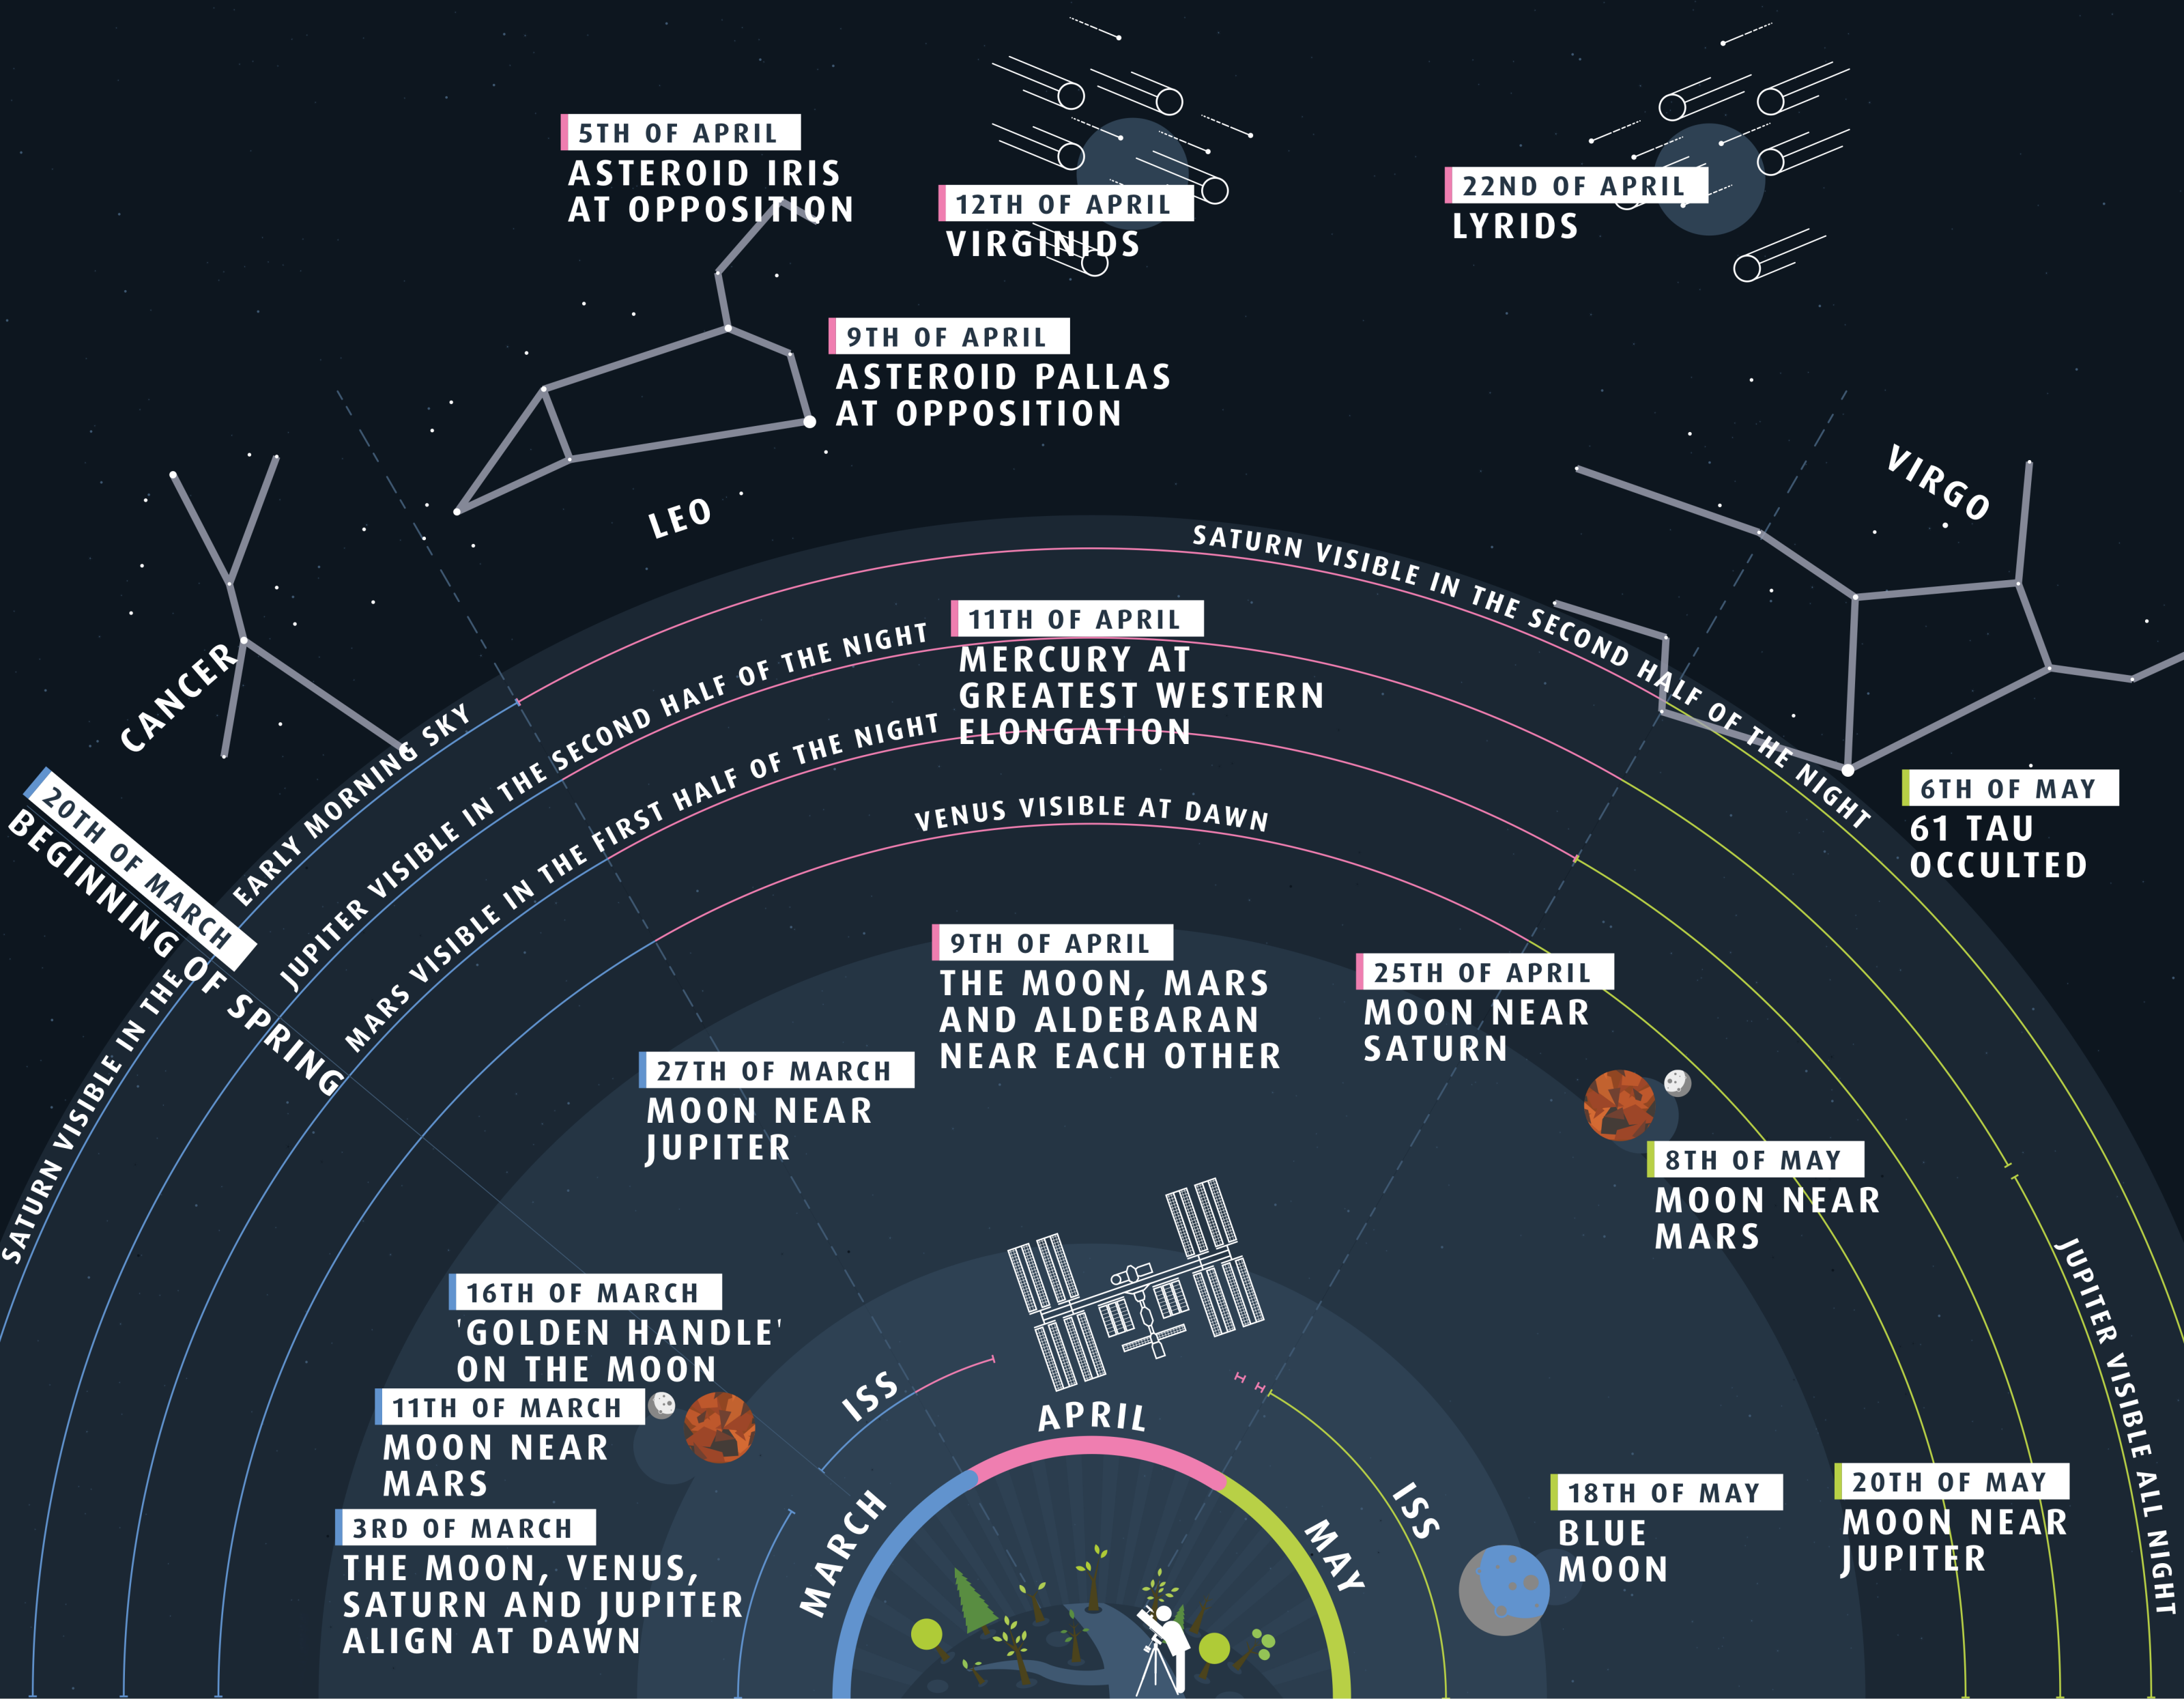 5TH OF APRIL
ASTEROID IRIS
AT OPPOSITION
12TH OF APRIL
VIRGINIDS
22ND OF APRIL
LYRIDS
9TH OF APRIL
ASTEROID PALLAS
AT OPPOSITION
LEO
VIRGO
CANCER
SATURN VISIBLE IN THE SECOND HALF OF THE NIGHT
11TH OF APRIL
MERCURY AT
GREATEST WESTERN
ELONGATION
SATURN VISIBLE IN THE EARLY MORNING SKY
JUPITER VISIBLE IN THE SECOND HALF OF THE NIGHT
MARS VISIBLE IN THE FIRST HALF OF THE NIGHT
VENUS VISIBLE AT DAWN
20TH OF MARCH
BEGINNING OF SPRING
6TH OF MAY
61 TAU
OCCULTED
9TH OF APRIL
THE MOON, MARS
AND ALDEBARAN
NEAR EACH OTHER
25TH OF APRIL
MOON NEAR
SATURN
27TH OF MARCH
MOON NEAR
JUPITER
8TH OF MAY
MOON NEAR
MARS
JUPITER VISIBLE ALL NIGHT
16TH OF MARCH
'GOLDEN HANDLE'
ON THE MOON
11TH OF MARCH
MOON NEAR
MARS
ISS
APRIL
MARCH
MAY
ISS
18TH OF MAY
BLUE
MOON
20TH OF MAY
MOON NEAR
JUPITER
3RD OF MARCH
THE MOON, VENUS,
SATURN AND JUPITER
ALIGN AT DAWN